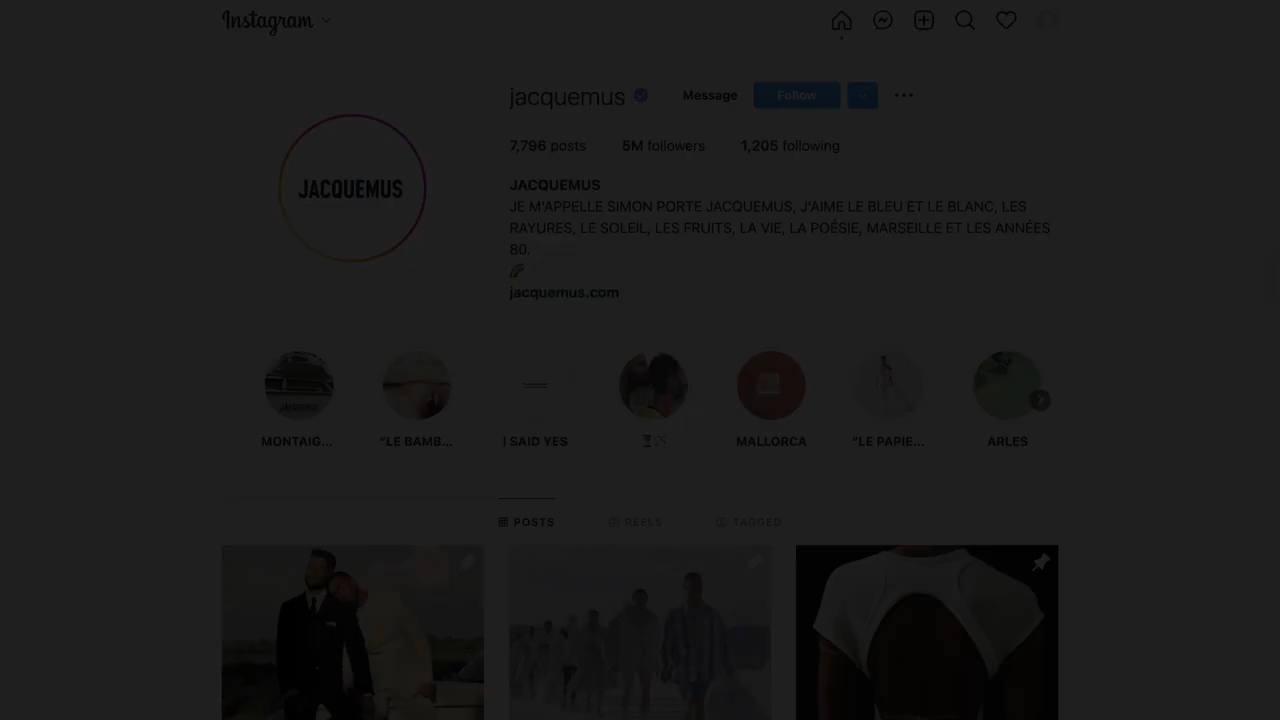 Instagram
jacquemus
Message
Follow
7,796 posts
5M followers
1,205 following
JACQUEMUS
JACQUEMUS
JE M'APPELLE SIMON PORTE JACQUEMUS, J'AIME LE BLEU ET LE BLANC, LES
RAYURES, LE SOLEIL, LES FRUITS, LA VIE, LA POÉSIE, MARSEILLE ET LES ANNÉES
80.
jacquemus.com
JACQUEMUS
MONTAIG...
"LE BAMB...
I SAID YES
MALLORCA
"LE PAPIE...
ARLES
POSTS
REELS
TAGGED